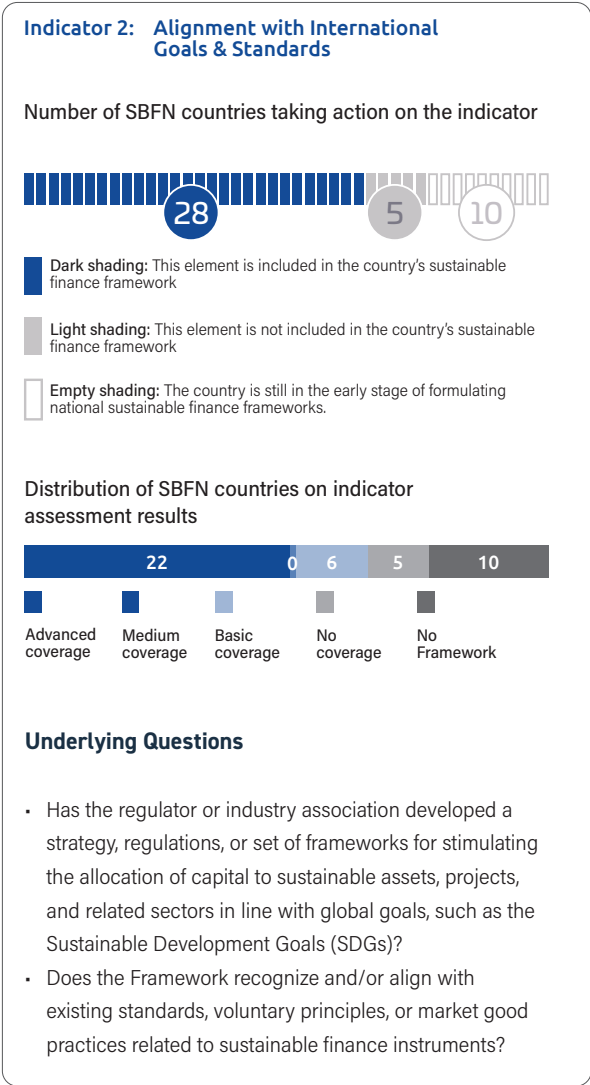 Indicator 2: Alignment with International
Goals & Standards
Number of SBFN countries taking action on the indicator
28
5
10
Dark shading: This element is included in the country's sustainable
finance framework
Light shading: This element is not included in the country's sustainable
finance framework
Empty shading: The country is still in the early stage of formulating
national sustainable finance frameworks.
Distribution of SBFN countries on indicator
assessment results
22 0 6 5 10
Advanced
coverage
Medium
coverage
Basic
coverage
No
coverage
No
Framework
Underlying Questions
• Has the regulator or industry association developed a
strategy, regulations, or set of frameworks for stimulating
the allocation of capital to sustainable assets, projects,
and related sectors in line with global goals, such as the
Sustainable Development Goals (SDGs)?
• Does the Framework recognize and/or align with
existing standards, voluntary principles, or market good
practices related to sustainable finance instruments?